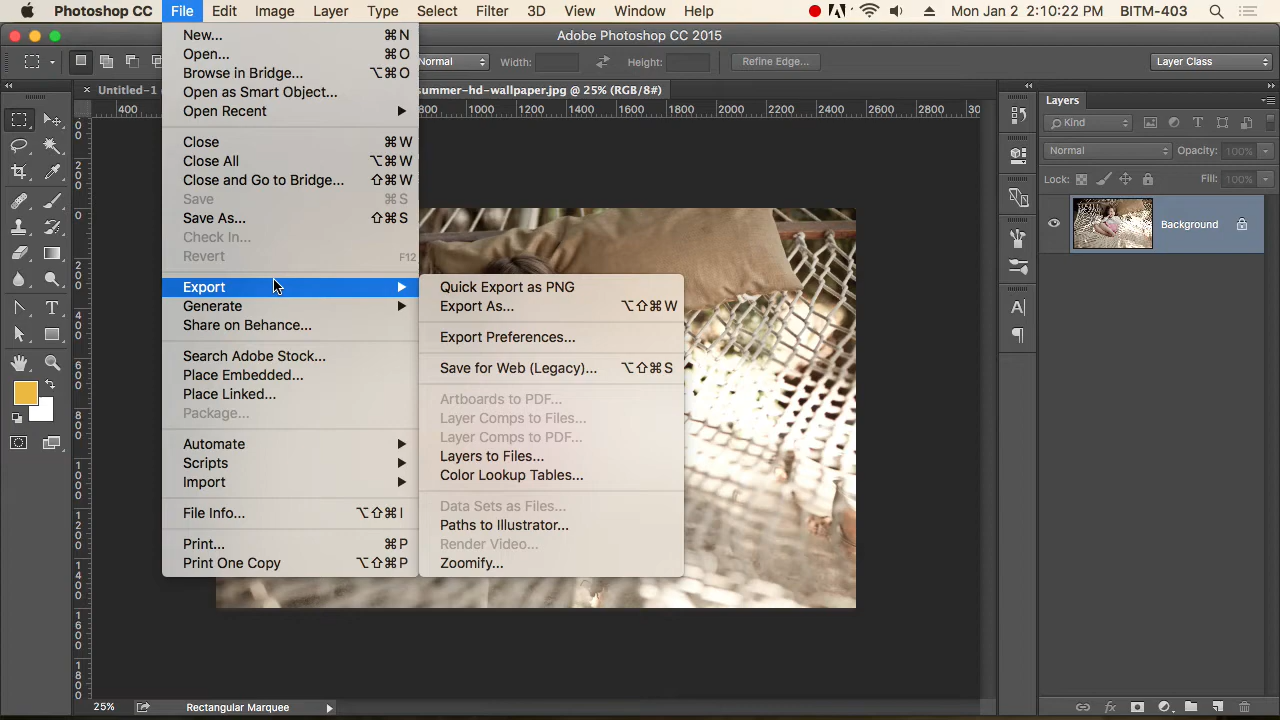 Photoshop CC File Edit Image Layer Type Select Filter 3D View Window Help Mon Jan 2 2:10:22 PM BITM-403
Adobe Photoshop CC 2015
Normal Width: Height: Refine Edge... Layer Class
× Untitled-1 summer-hd-wallpaper.jpg @ 25% (RGB/8#)
400 800 1000 1200 1400 1600 1800 2000 2200 2400 2600 2800
New... ⌘N
Open... ⌘O
Browse in Bridge... ⌥⌘O
Open as Smart Object...
Open Recent
Close ⌘W
Close All ⌥⌘W
Close and Go to Bridge... ⇧⌘W
Save ⌘S
Save As... ⇧⌘S
Check In...
Revert F12
Export
Generate
Share on Behance...
Search Adobe Stock...
Place Embedded...
Place Linked...
Package...
Automate
Scripts
Import
File Info... ⌥⇧⌘I
Print... ⌘P
Print One Copy ⌥⇧⌘P
Quick Export as PNG
Export As... ⌥⇧⌘W
Export Preferences...
Save for Web (Legacy)... ⌥⇧⌘S
Artboards to PDF...
Layer Comps to Files...
Layer Comps to PDF...
Layers to Files...
Color Lookup Tables...
Data Sets as Files...
Paths to Illustrator...
Render Video...
Zoomify...
Layers
Kind
Normal Opacity: 100%
Lock: Fill: 100%
Background
25% Rectangular Marquee